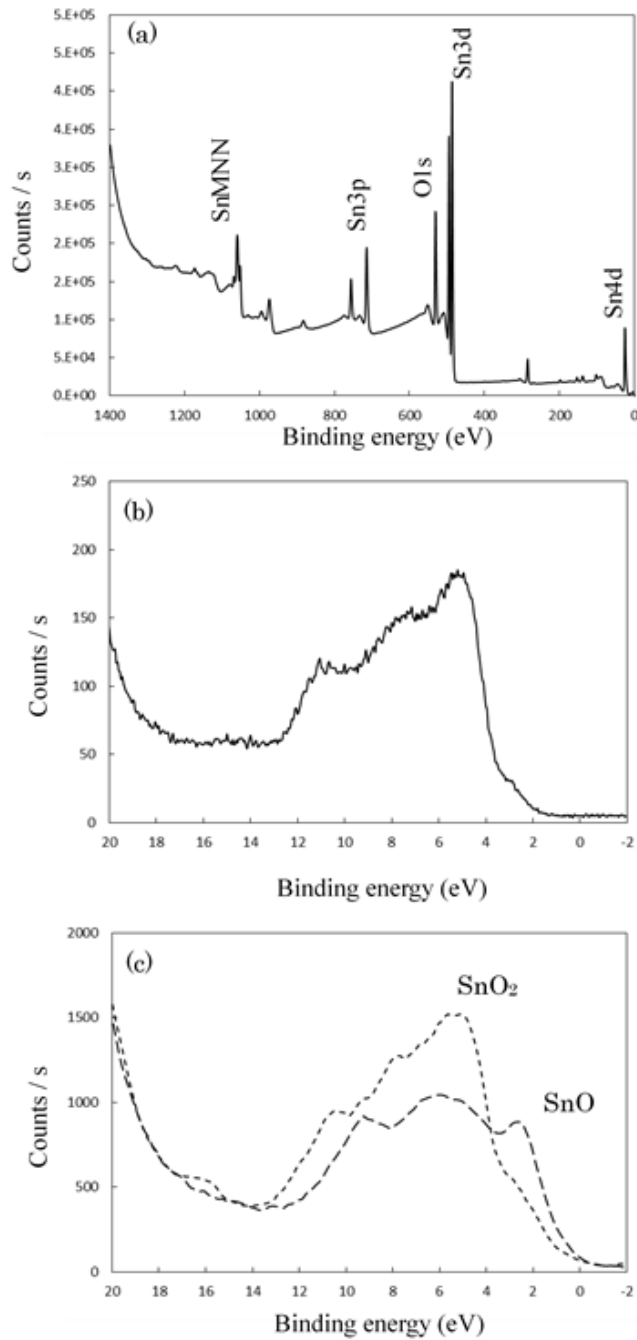 5.E+05
(a)
Sn3d
5.E+05
4.E+05
4.E+05
SnMNN
Sn3p
O1s
3.E+05
3.E+05
2.E+05
Sn4d
2.E+05
1.E+05
5.E+04
0.E+00
Counts / s
1400 1200 1000 800 600 400 200 0
Binding energy (eV)
250
(b)
200
150
100
50
0
Counts / s
20 18 16 14 12 10 8 6 4 2 0 -2
Binding energy (eV)
2000
(c)
SnO₂
1500
SnO
1000
500
0
Counts / s
20 18 16 14 12 10 8 6 4 2 0 -2
Binding energy (eV)